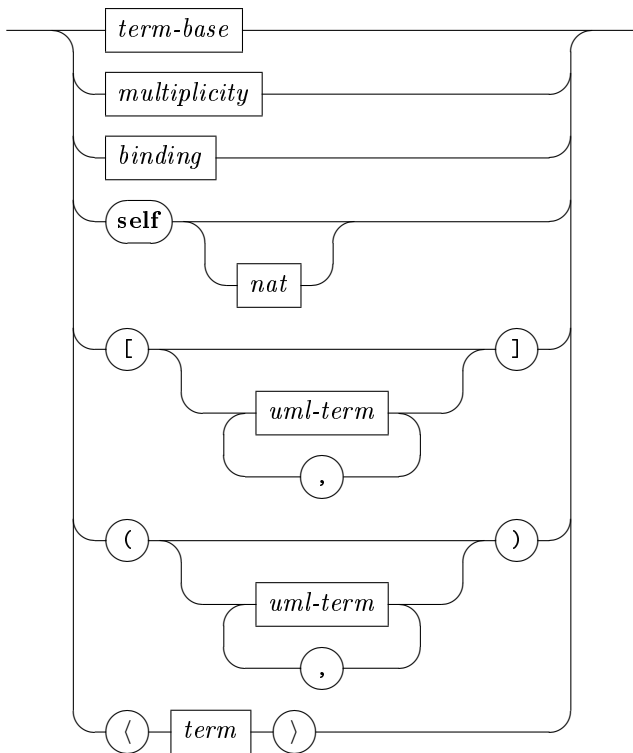 term-base
multiplicity
binding
self
nat
[ ]
uml-term
,
( )
uml-term
,
⟨ term ⟩